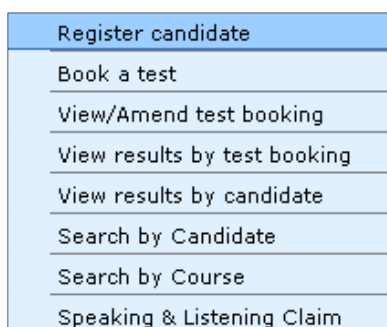 Register candidate
Book a test
View/Amend test booking
View results by test booking
View results by candidate
Search by Candidate
Search by Course
Speaking & Listening Claim